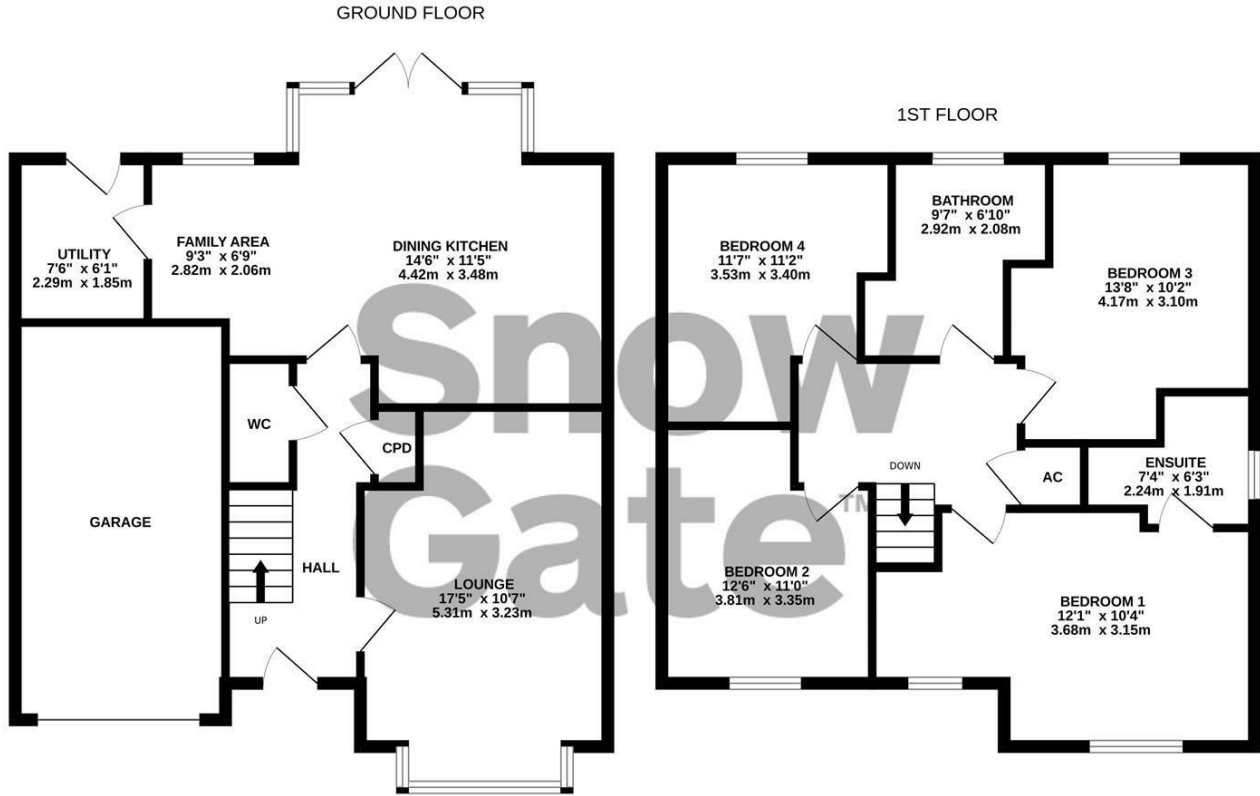 GROUND FLOOR
UTILITY
7'6" x 6'1"
2.29m x 1.85m
FAMILY AREA
9'3" x 6'9"
2.82m x 2.06m
DINING KITCHEN
14'6" x 11'5"
4.42m x 3.48m
WC
CPD
GARAGE
HALL
UP
LOUNGE
17'5" x 10'7"
5.31m x 3.23m
1ST FLOOR
BEDROOM 4
11'7" x 11'2"
3.53m x 3.40m
BATHROOM
9'7" x 6'10"
2.92m x 2.08m
BEDROOM 3
13'8" x 10'2"
4.17m x 3.10m
DOWN
AC
ENSUITE
7'4" x 6'3"
2.24m x 1.91m
BEDROOM 2
12'6" x 11'0"
3.81m x 3.35m
BEDROOM 1
12'1" x 10'4"
3.68m x 3.15m
Snow
Gate™